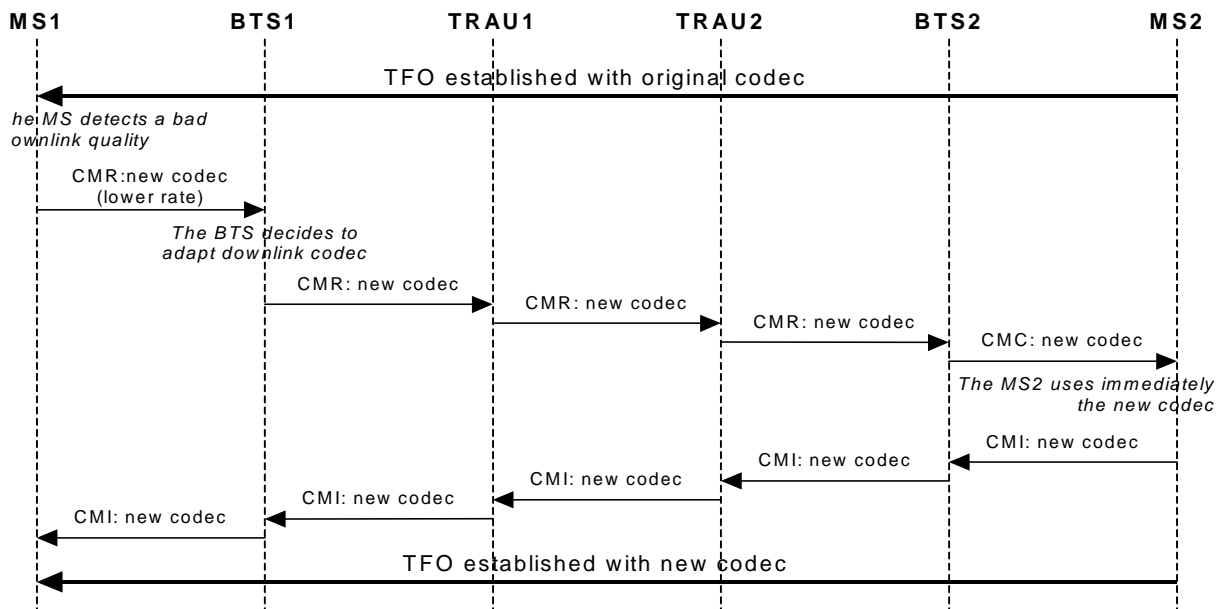 MS1 BTS1 TRAU1 TRAU2 BTS2 MS2
TFO established with original codec
he MS detects a bad
ownlink quality
CMR:new codec
(lower rate)
The BTS decides to
adapt downlink codec
CMR: new codec
CMR: new codec
CMR: new codec
CMC: new codec
The MS2 uses immediately
the new codec
CMI: new codec
CMI: new codec
CMI: new codec
CMI: new codec
TFO established with new codec